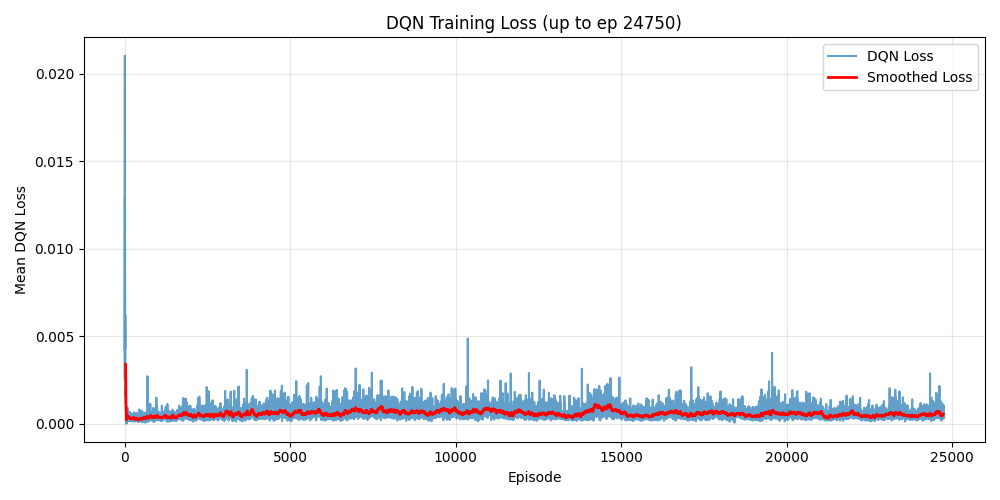 DQN Training Loss (up to ep 24750)
DQN Loss
Smoothed Loss
Mean DQN Loss
0.020
0.015
0.010
0.005
0.000
0
5000
10000
15000
20000
25000
Episode